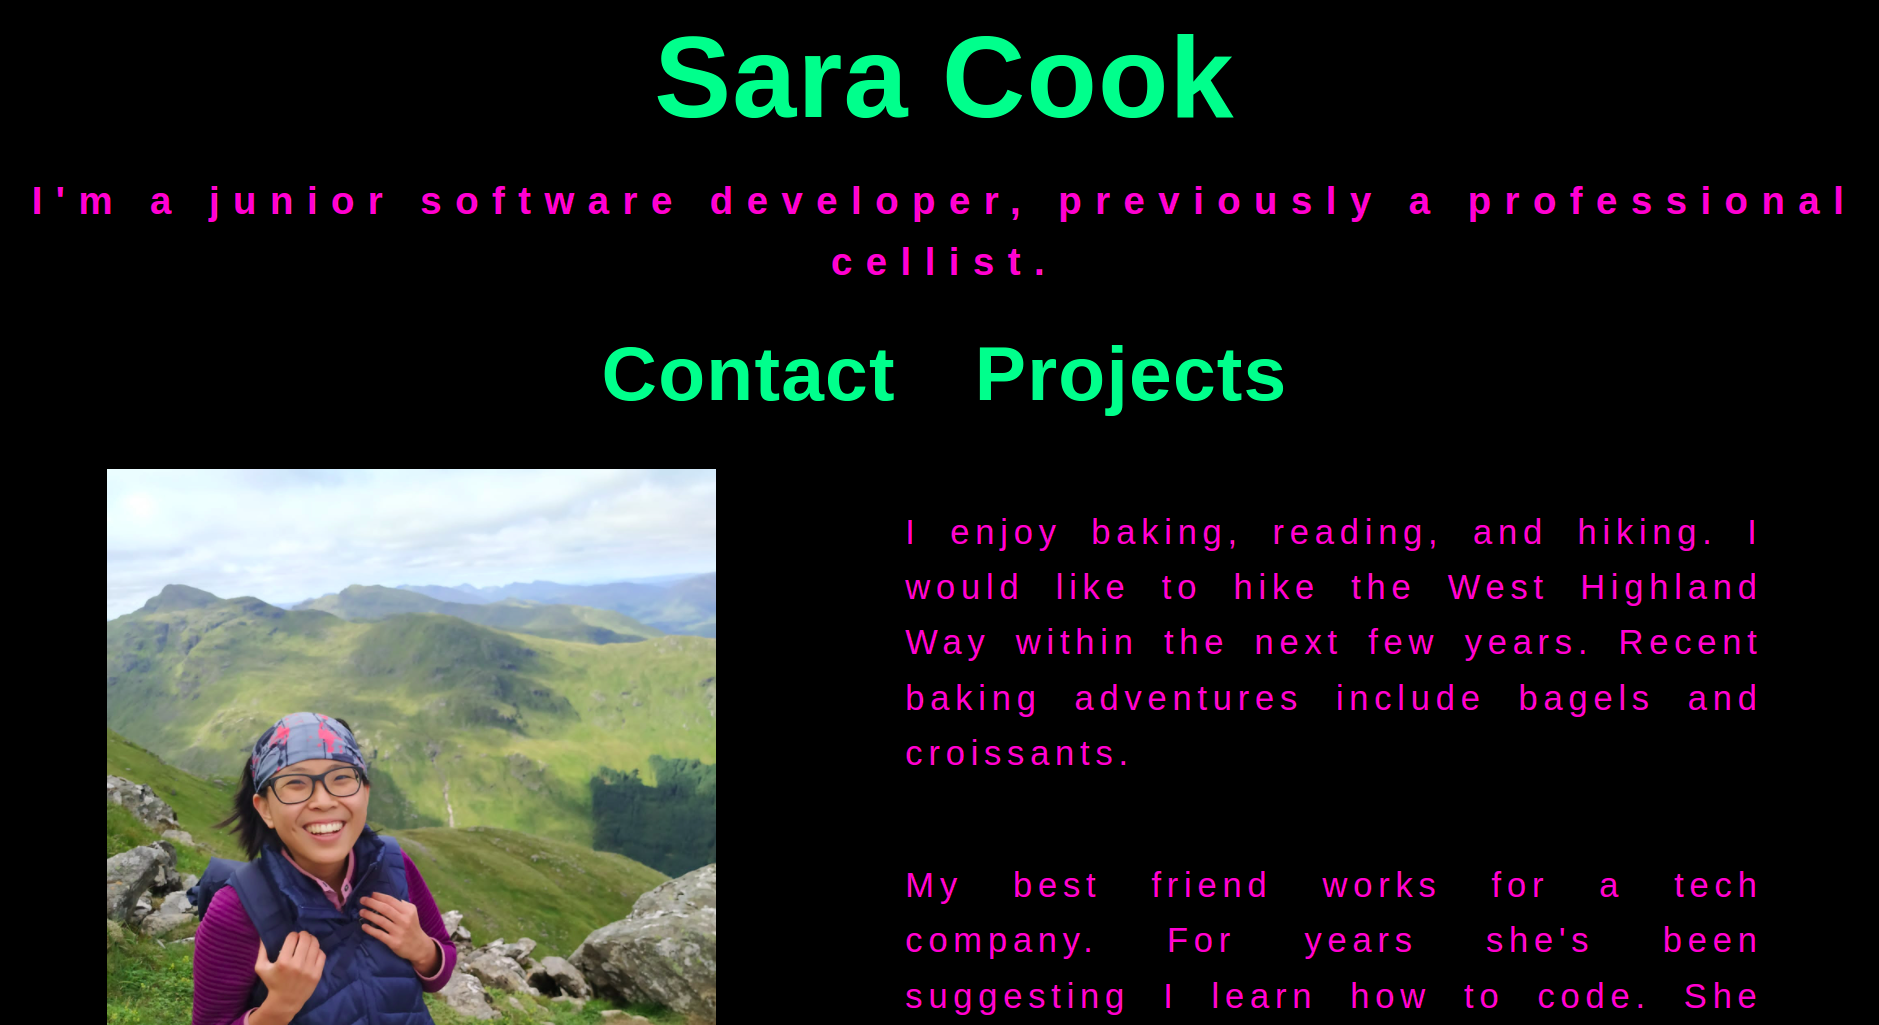 Sara Cook
I'm a junior software developer, previously a professional
cellist.
Contact Projects
I enjoy baking, reading, and hiking. I
would like to hike the West Highland
Way within the next few years. Recent
baking adventures include bagels and
croissants.
My best friend works for a tech
company. For years she's been
suggesting I learn how to code. She